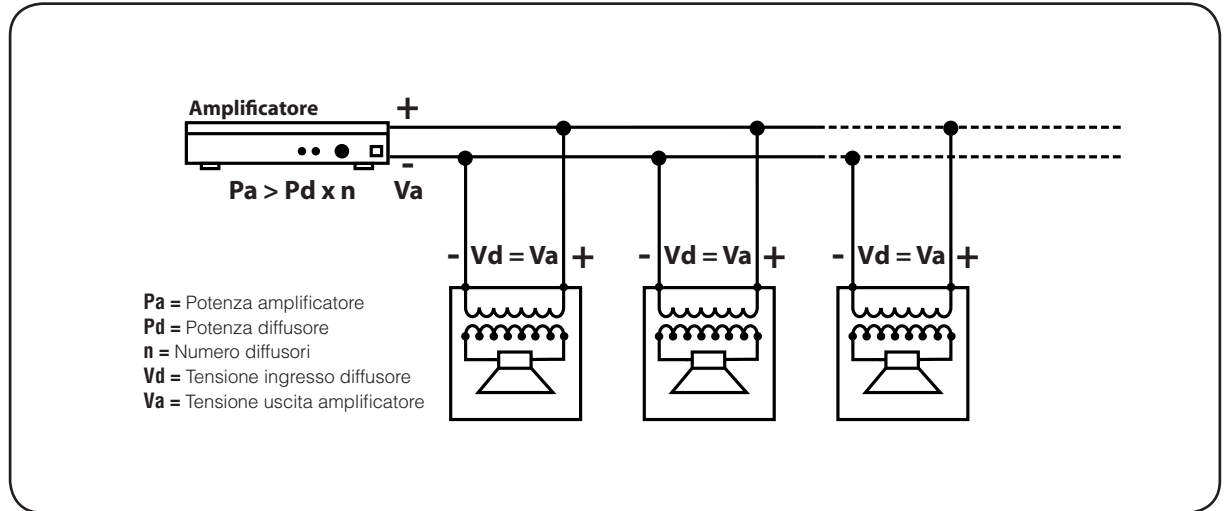 Amplificatore +
-
Pa > Pd x n Va
- Vd = Va + - Vd = Va + - Vd = Va +
Pa = Potenza amplificatore
Pd = Potenza diffusore
n = Numero diffusori
Vd = Tensione ingresso diffusore
Va = Tensione uscita amplificatore